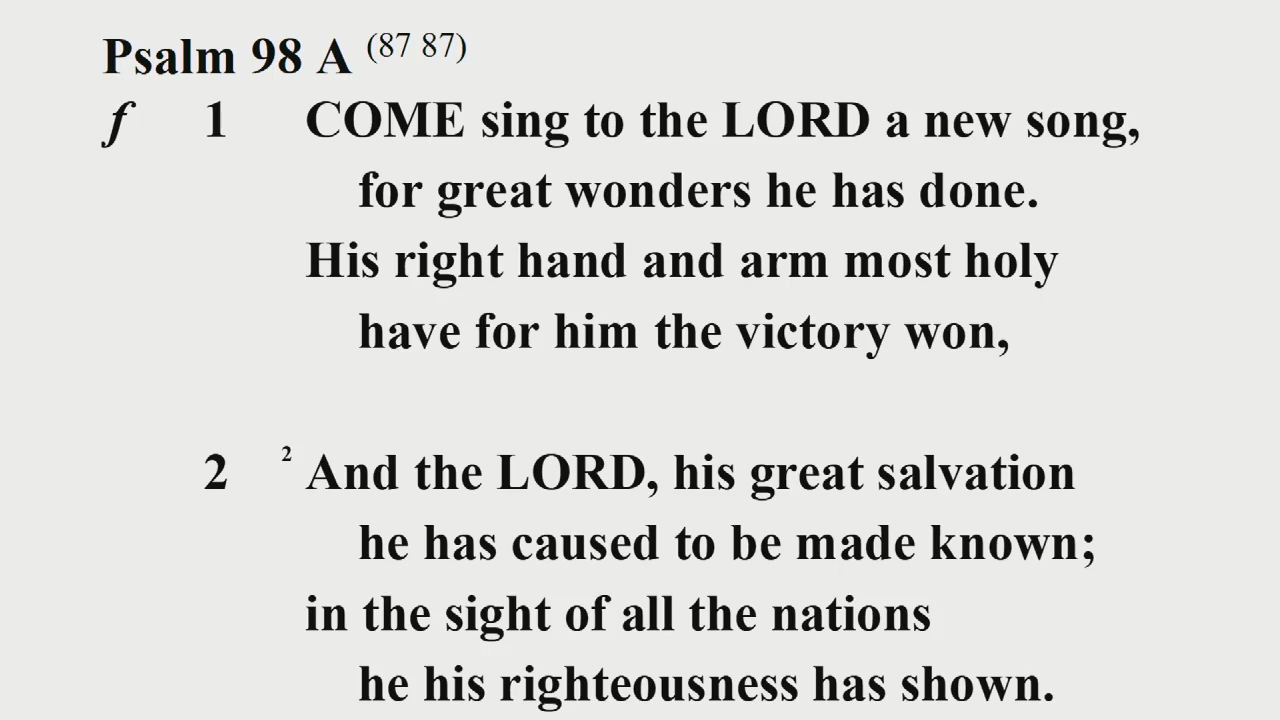 Psalm 98 A (87 87)
f 1 COME sing to the LORD a new song,
for great wonders he has done.
His right hand and arm most holy
have for him the victory won,
2 2 And the LORD, his great salvation
he has caused to be made known;
in the sight of all the nations
he his righteousness has shown.